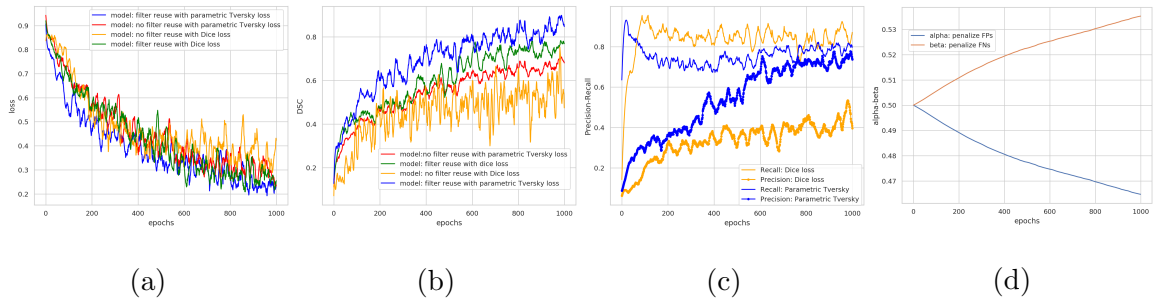 model: filter reuse with parametric Tversky loss
model: no filter reuse with parametric Tversky loss
model: no filter reuse with Dice loss
model: filter reuse with Dice loss
loss
0.9
0.8
0.7
0.6
0.5
0.4
0.3
0.2
0 200 400 600 800 1000
epochs
(a)
DSC
0.8
0.6
0.4
0.2
model:no filter reuse with parametric Tversky loss
model: filter reuse with dice loss
model: no filter reuse with Dice loss
model: filter reuse with parametric Tversky loss
0 200 400 600 800 1000
epochs
(b)
Precision-Recall
0.8
0.6
0.4
0.2
Recall: Dice loss
Precision: Dice loss
Recall: Parametric Tversky
Precision: Parametric Tversky
0 200 400 600 800 1000
epochs
(c)
alpha-beta
0.53
0.52
0.51
0.50
0.49
0.48
0.47
alpha: penalize FPs
beta: penalize FNs
0 200 400 600 800 1000
epochs
(d)